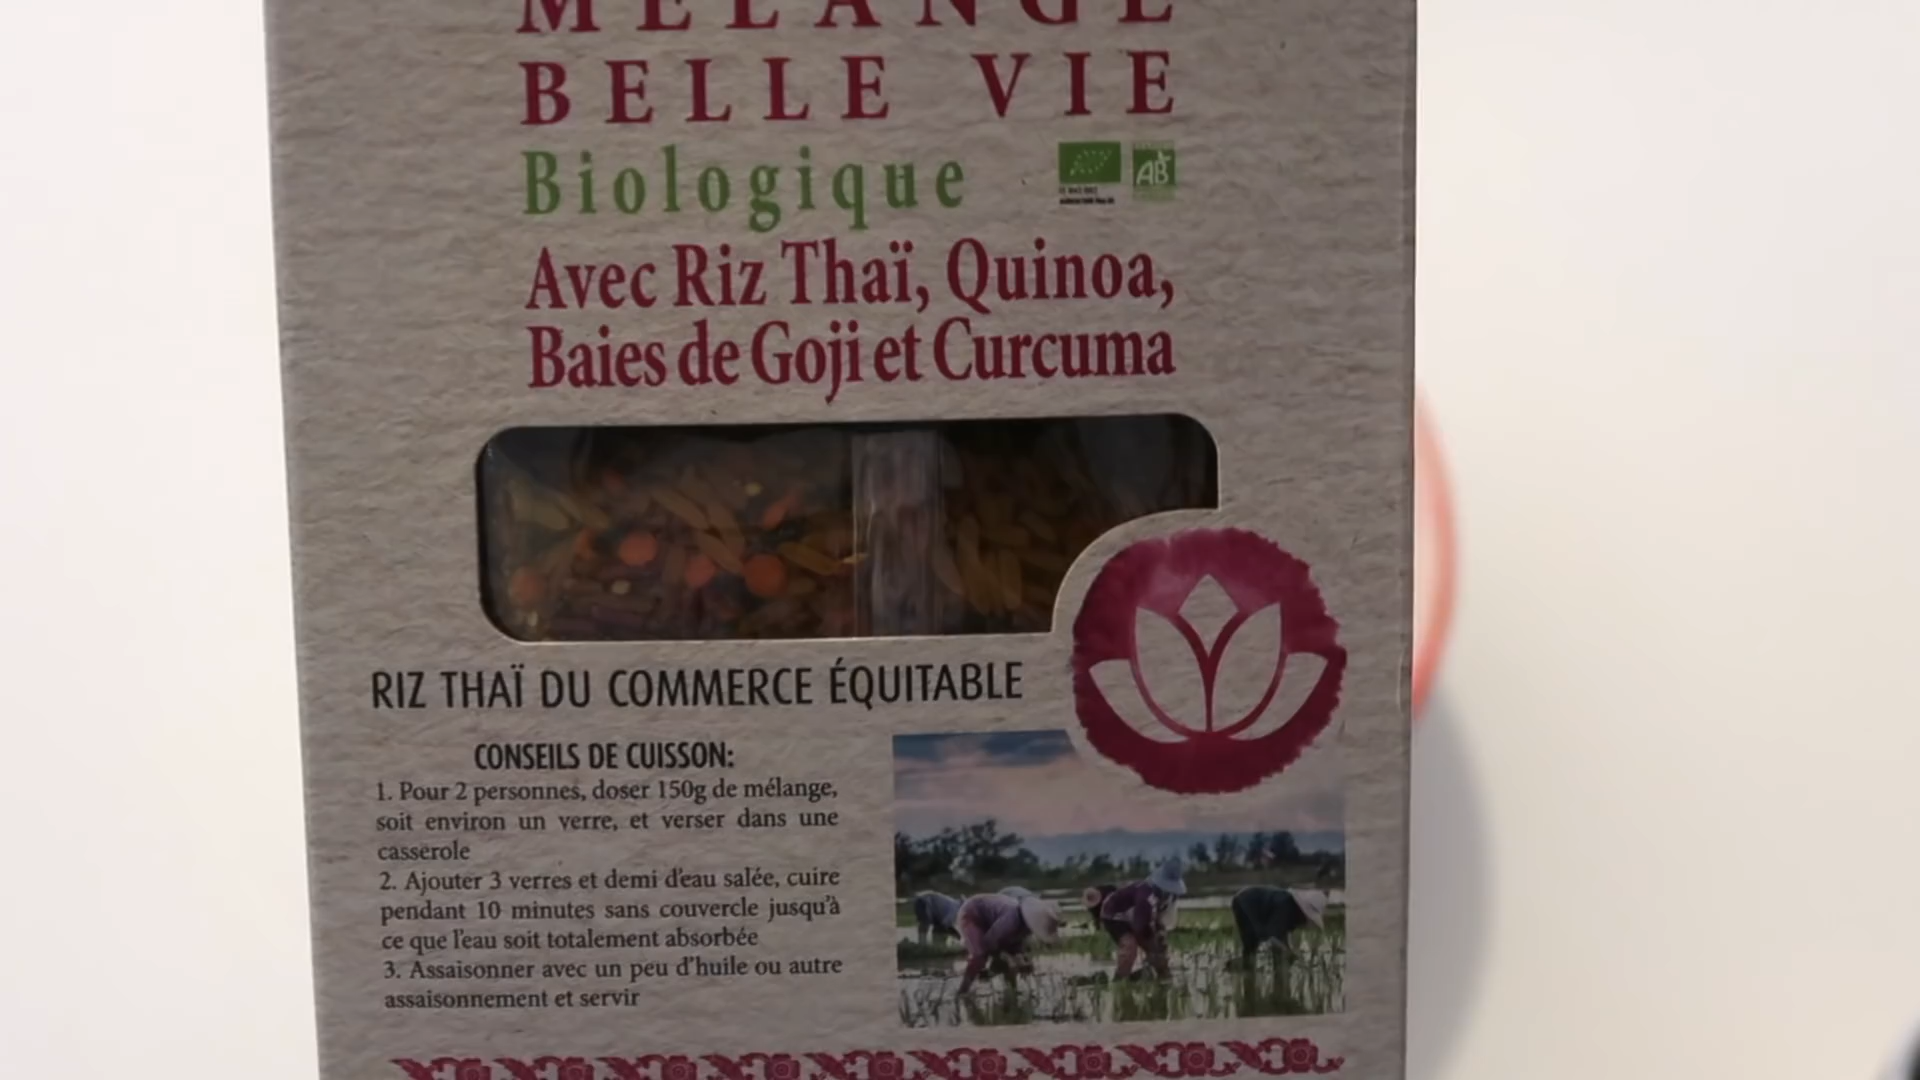 MÉLANGE
BELLE VIE
Biologique
AB
Avec Riz Thaï, Quinoa,
Baies de Goji et Curcuma
RIZ THAÏ DU COMMERCE ÉQUITABLE
CONSEILS DE CUISSON:
1. Pour 2 personnes, doser 150g de mélange,
soit environ un verre, et verser dans une
casserole
2. Ajouter 3 verres et demi d'eau salée, cuire
pendant 10 minutes sans couvercle jusqu'à
ce que l'eau soit totalement absorbée
3. Assaisonner avec un peu d'huile ou autre
assaisonnement et servir